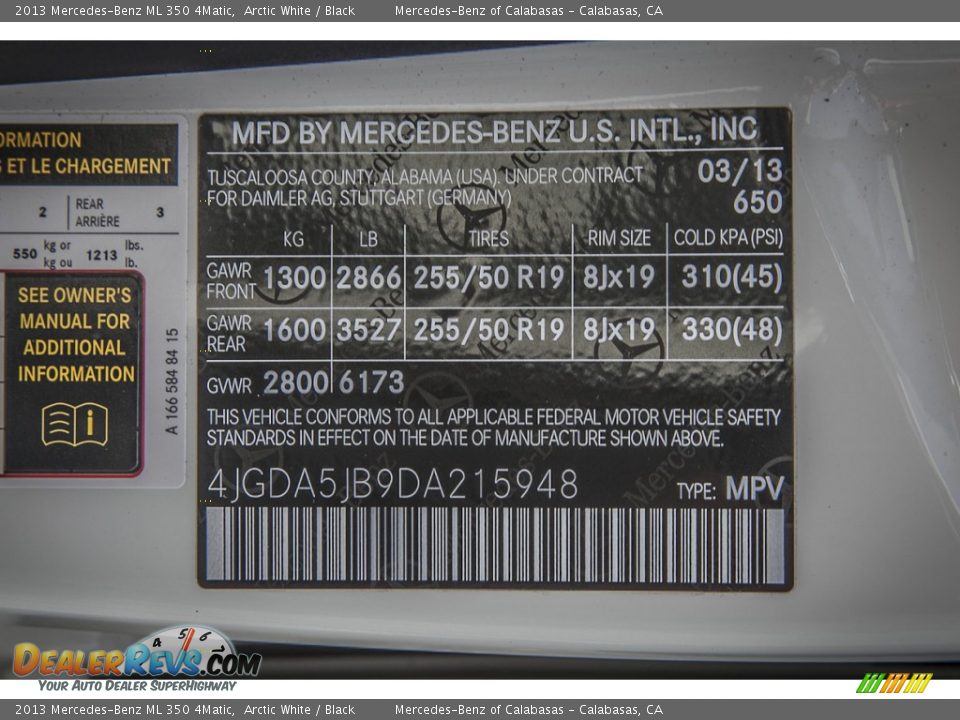 2013 Mercedes-Benz ML 350 4Matic, Arctic White / Black Mercedes-Benz of Calabasas - Calabasas, CA
ORMATION
S ET LE CHARGEMENT
2 REAR ARRIÈRE 3
550 kg or kg ou 1213 lbs. lb.
SEE OWNER'S
MANUAL FOR
ADDITIONAL
INFORMATION
A 166 584 84 15
MFD BY MERCEDES-BENZ U.S. INTL., INC
TUSCALOOSA COUNTY, ALABAMA (USA), UNDER CONTRACT 03/13
FOR DAIMLER AG, STUTTGART (GERMANY) 650
KG LB TIRES RIM SIZE COLD KPA (PSI)
GAWR FRONT 1300 2866 255/50 R19 8Jx19 310(45)
GAWR REAR 1600 3527 255/50 R19 8Jx19 330(48)
GVWR 2800 6173
THIS VEHICLE CONFORMS TO ALL APPLICABLE FEDERAL MOTOR VEHICLE SAFETY
STANDARDS IN EFFECT ON THE DATE OF MANUFACTURE SHOWN ABOVE.
4JGDA5JB9DA215948 TYPE: MPV
4 5 6 7
DEALERREVS.COM
YOUR AUTO DEALER SUPERHIGHWAY
2013 Mercedes-Benz ML 350 4Matic, Arctic White / Black Mercedes-Benz of Calabasas - Calabasas, CA